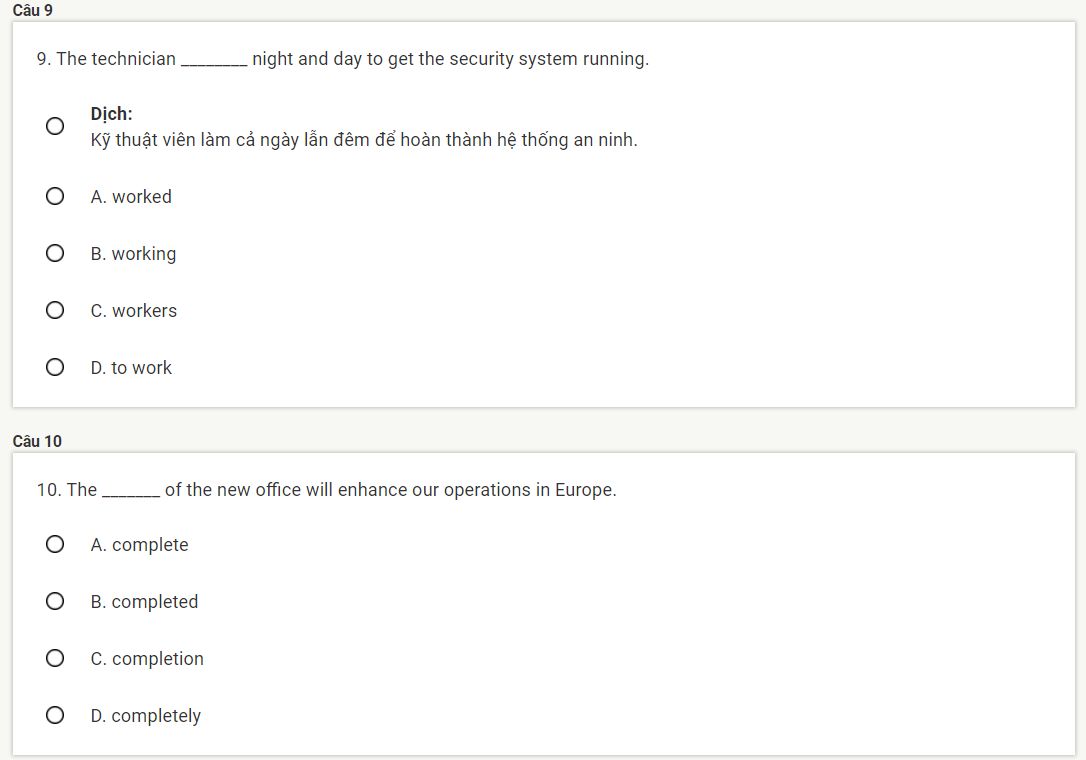 Câu 9
9. The technician ________ night and day to get the security system running.
Dịch:
Kỹ thuật viên làm cả ngày lẫn đêm để hoàn thành hệ thống an ninh.
A. worked
B. working
C. workers
D. to work
Câu 10
10. The _______ of the new office will enhance our operations in Europe.
A. complete
B. completed
C. completion
D. completely